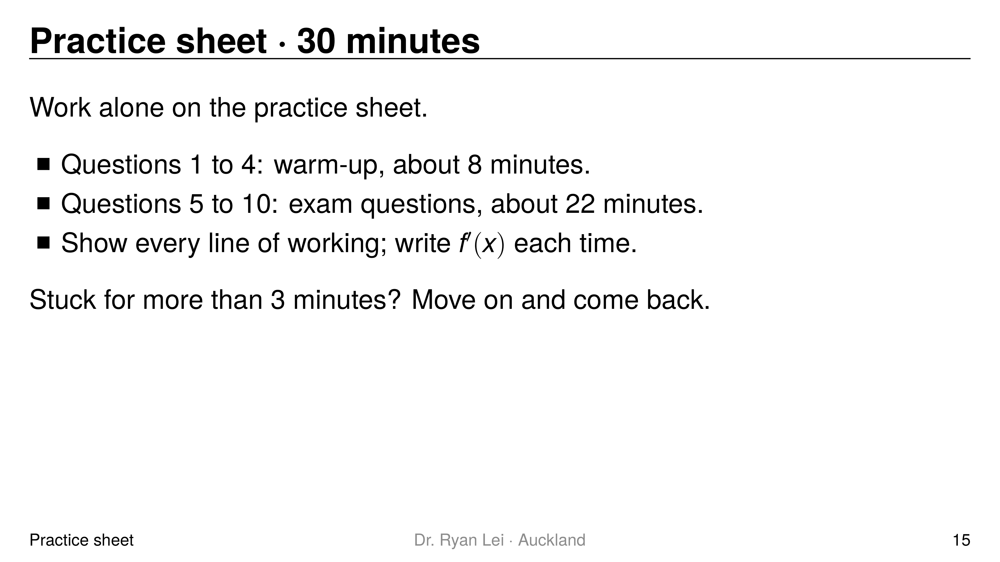 Practice sheet · 30 minutes
Work alone on the practice sheet.
■ Questions 1 to 4: warm-up, about 8 minutes.
■ Questions 5 to 10: exam questions, about 22 minutes.
■ Show every line of working; write f′(x) each time.
Stuck for more than 3 minutes? Move on and come back.
Practice sheet Dr. Ryan Lei · Auckland 15